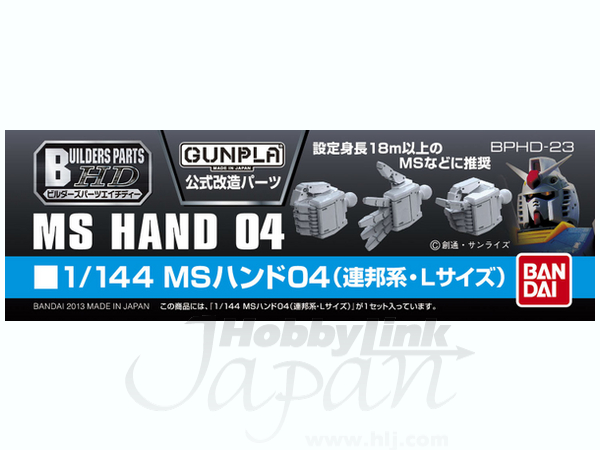 BUILDERS PARTS
HD
ビルダーズパーツエイチディー
GUNPLA
MADE IN JAPAN
公式改造パーツ
設定身長18m以上の
MSなどに推奨
BPHD-23
MS HAND 04
©創通・サンライズ
■1/144 MSハンド04(連邦系・Lサイズ)
BAN
DAI
BANDAI 2013 MADE IN JAPAN この商品には、「1/144 MSハンド04(連邦系・Lサイズ)」が1セット入っています。
HobbyLink
Japan
www.hlj.com